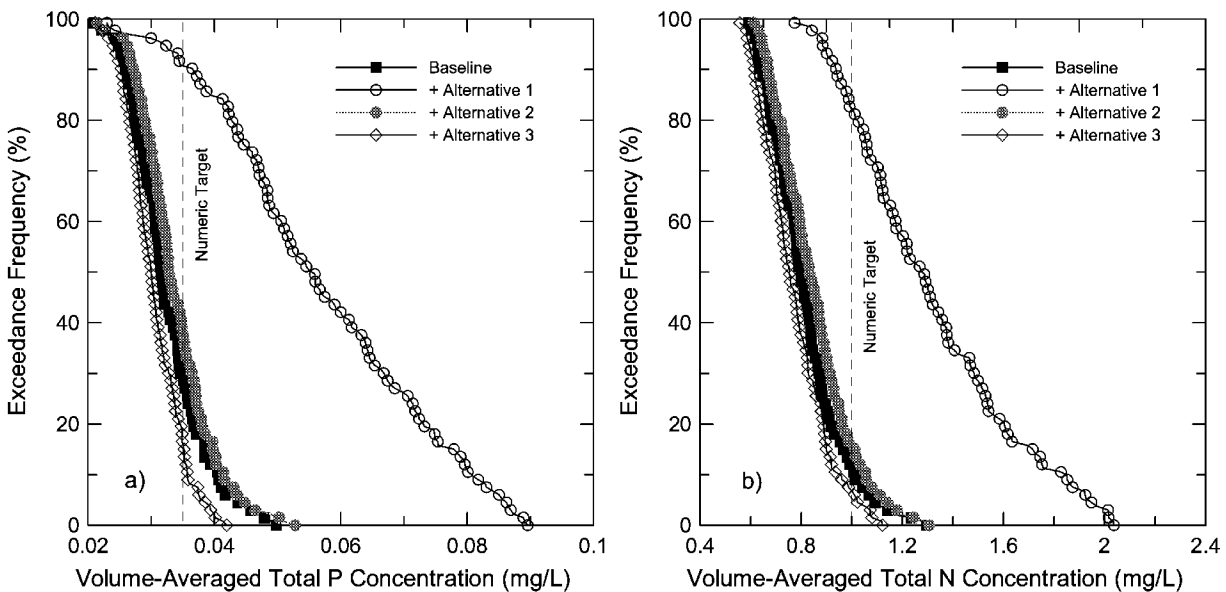 100
80
60
40
20
0
Exceedance Frequency (%)
Baseline
+ Alternative 1
+ Alternative 2
+ Alternative 3
Numeric Target
a)
0.02 0.04 0.06 0.08 0.1
Volume-Averaged Total P Concentration (mg/L)
100
80
60
40
20
0
Exceedance Frequency (%)
Baseline
+ Alternative 1
+ Alternative 2
+ Alternative 3
Numeric Target
b)
0.4 0.8 1.2 1.6 2 2.4
Volume-Averaged Total N Concentration (mg/L)